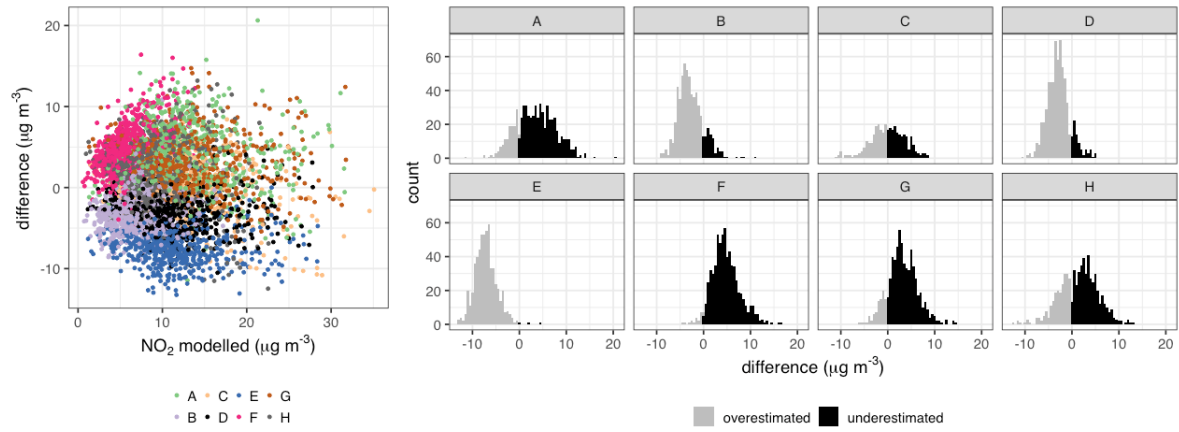 20
10
0
-10
difference (μg m-3)
0 10 20 30
NO2 modelled (μg m-3)
A C E G
B D F H
A B C D
60
40
20
0
count
E F G H
60
40
20
0
-10 0 10 20 -10 0 10 20 -10 0 10 20 -10 0 10 20
difference (μg m-3)
overestimated underestimated